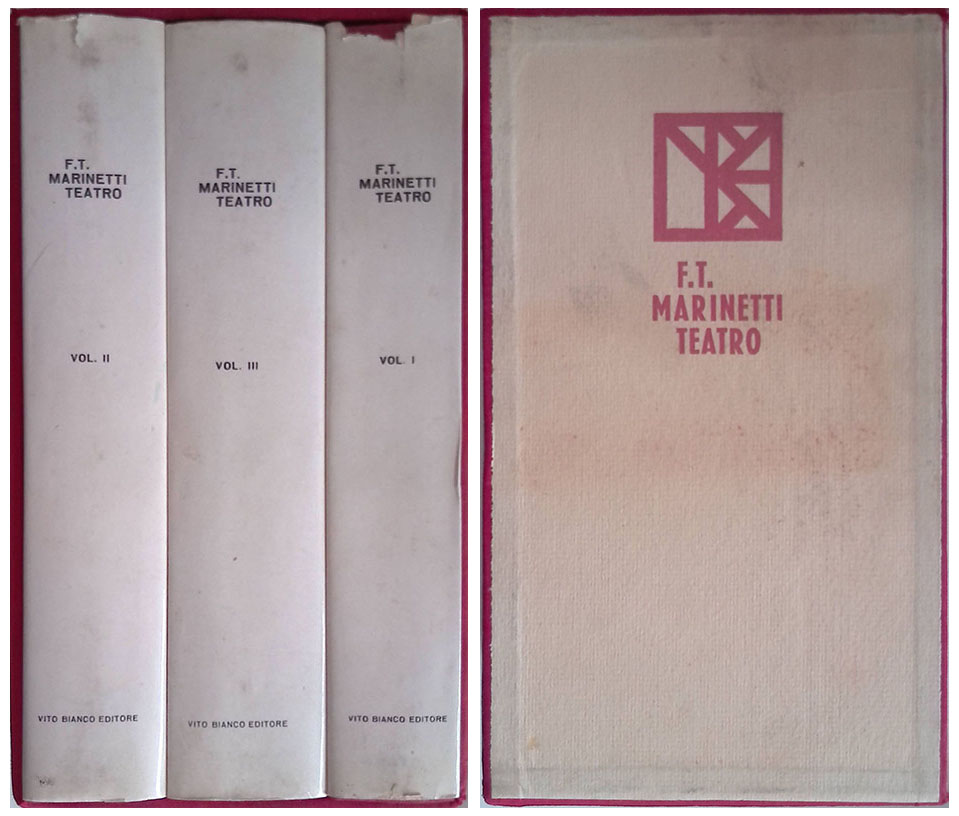 F.T.
MARINETTI
TEATRO
VOL. II
VITO BIANCO EDITORE
F.T.
MARINETTI
TEATRO
VOL. III
VITO BIANCO EDITORE
F.T.
MARINETTI
TEATRO
VOL. I
VITO BIANCO EDITORE
F.T.
MARINETTI
TEATRO